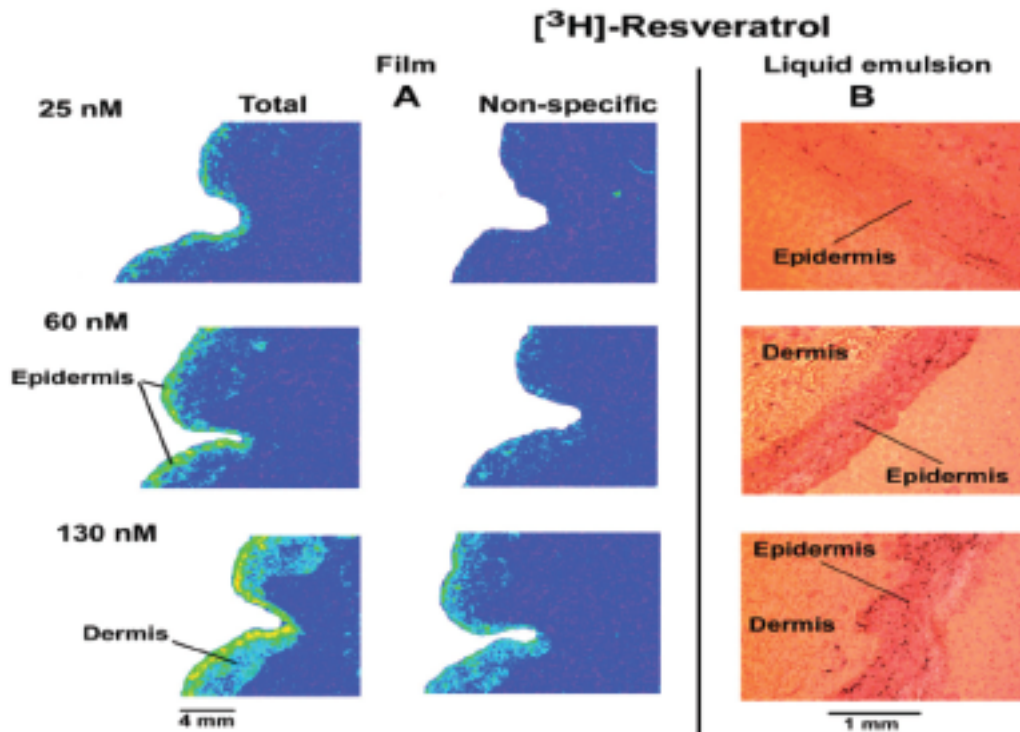 [³H]-Resveratrol
Film
A
Liquid emulsion
B
25 nM
Total
Non-specific
Epidermis
60 nM
Epidermis
Dermis
Epidermis
130 nM
Dermis
Epidermis
Dermis
4 mm
1 mm